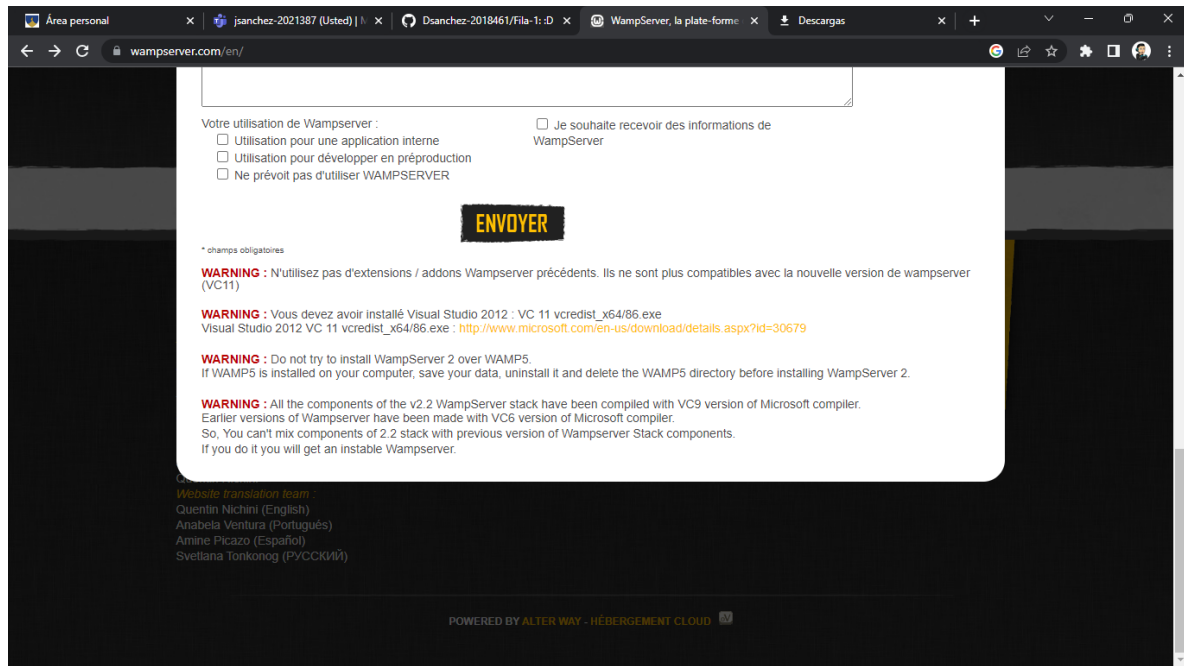 Área personal
jsanchez-2021387 (Usted) | M
Dsanchez-2018461/Fila-1: :D
WampServer, la plate-forme
Descargas
wampserver.com/en/
Votre utilisation de Wampserver :
Je souhaite recevoir des informations de
Utilisation pour une application interne
WampServer
Utilisation pour développer en préproduction
Ne prévoit pas d'utiliser WAMPSERVER
ENVOYER
* champs obligatoires
WARNING : N'utilisez pas d'extensions / addons Wampserver précédents. Ils ne sont plus compatibles avec la nouvelle version de wampserver
(VC11)
WARNING : Vous devez avoir installé Visual Studio 2012 : VC 11 vcredist_x64/86.exe
Visual Studio 2012 VC 11 vcredist_x64/86.exe : http://www.microsoft.com/en-us/download/details.aspx?id=30679
WARNING : Do not try to install WampServer 2 over WAMP5.
If WAMP5 is installed on your computer, save your data, uninstall it and delete the WAMP5 directory before installing WampServer 2.
WARNING : All the components of the v2.2 WampServer stack have been compiled with VC9 version of Microsoft compiler.
Earlier versions of Wampserver have been made with VC6 version of Microsoft compiler.
So, You can't mix components of 2.2 stack with previous version of Wampserver Stack components.
If you do it you will get an instable Wampserver.
Website translation team :
Quentin Nichini (English)
Anabela Ventura (Portugués)
Amine Picazo (Español)
Svetlana Tonkonog (РУССКИЙ)
POWERED BY ALTER WAY - HÉBERGEMENT CLOUD